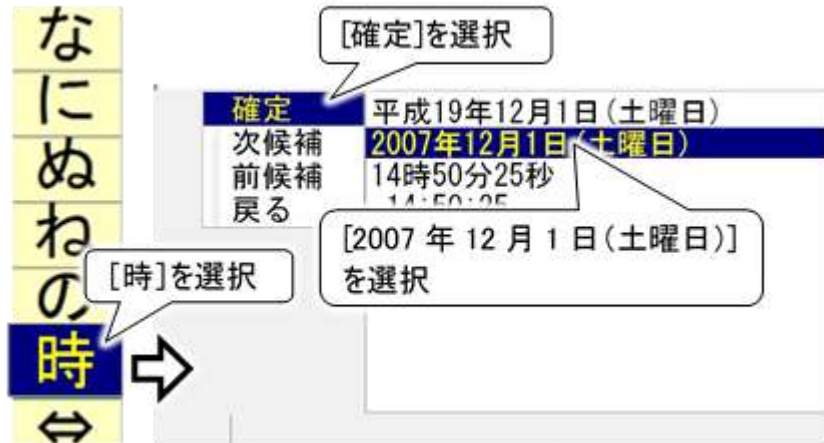 な
に
ぬ
ね
の
時
⇔
[時]を選択
[確定]を選択
確定
次候補
前候補
戻る
平成19年12月1日(土曜日)
2007年12月1日(土曜日)
14時50分25秒
14:50:25
[2007 年 12 月 1 日(土曜日)]
を選択